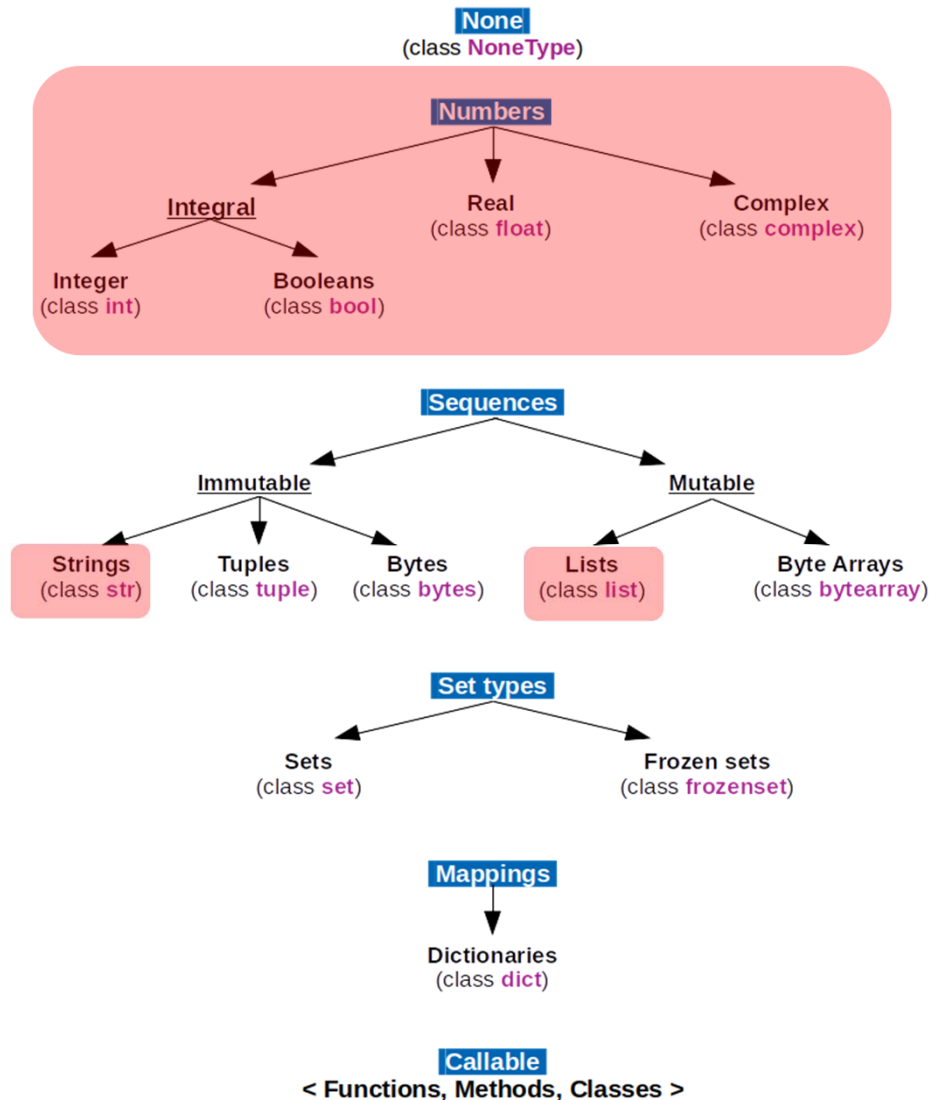 None
(class NoneType)
Numbers
Integral
Real
(class float)
Complex
(class complex)
Integer
(class int)
Booleans
(class bool)
Sequences
Immutable
Mutable
Strings
(class str)
Tuples
(class tuple)
Bytes
(class bytes)
Lists
(class list)
Byte Arrays
(class bytearray)
Set types
Sets
(class set)
Frozen sets
(class frozenset)
Mappings
Dictionaries
(class dict)
Callable
< Functions, Methods, Classes >